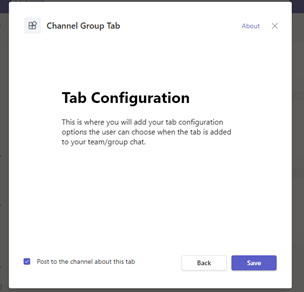 Channel Group Tab
About
Tab Configuration
This is where you will add your tab configuration
options the user can choose when the tab is added
to your team/group chat.
Post to the channel about this tab
Back
Save